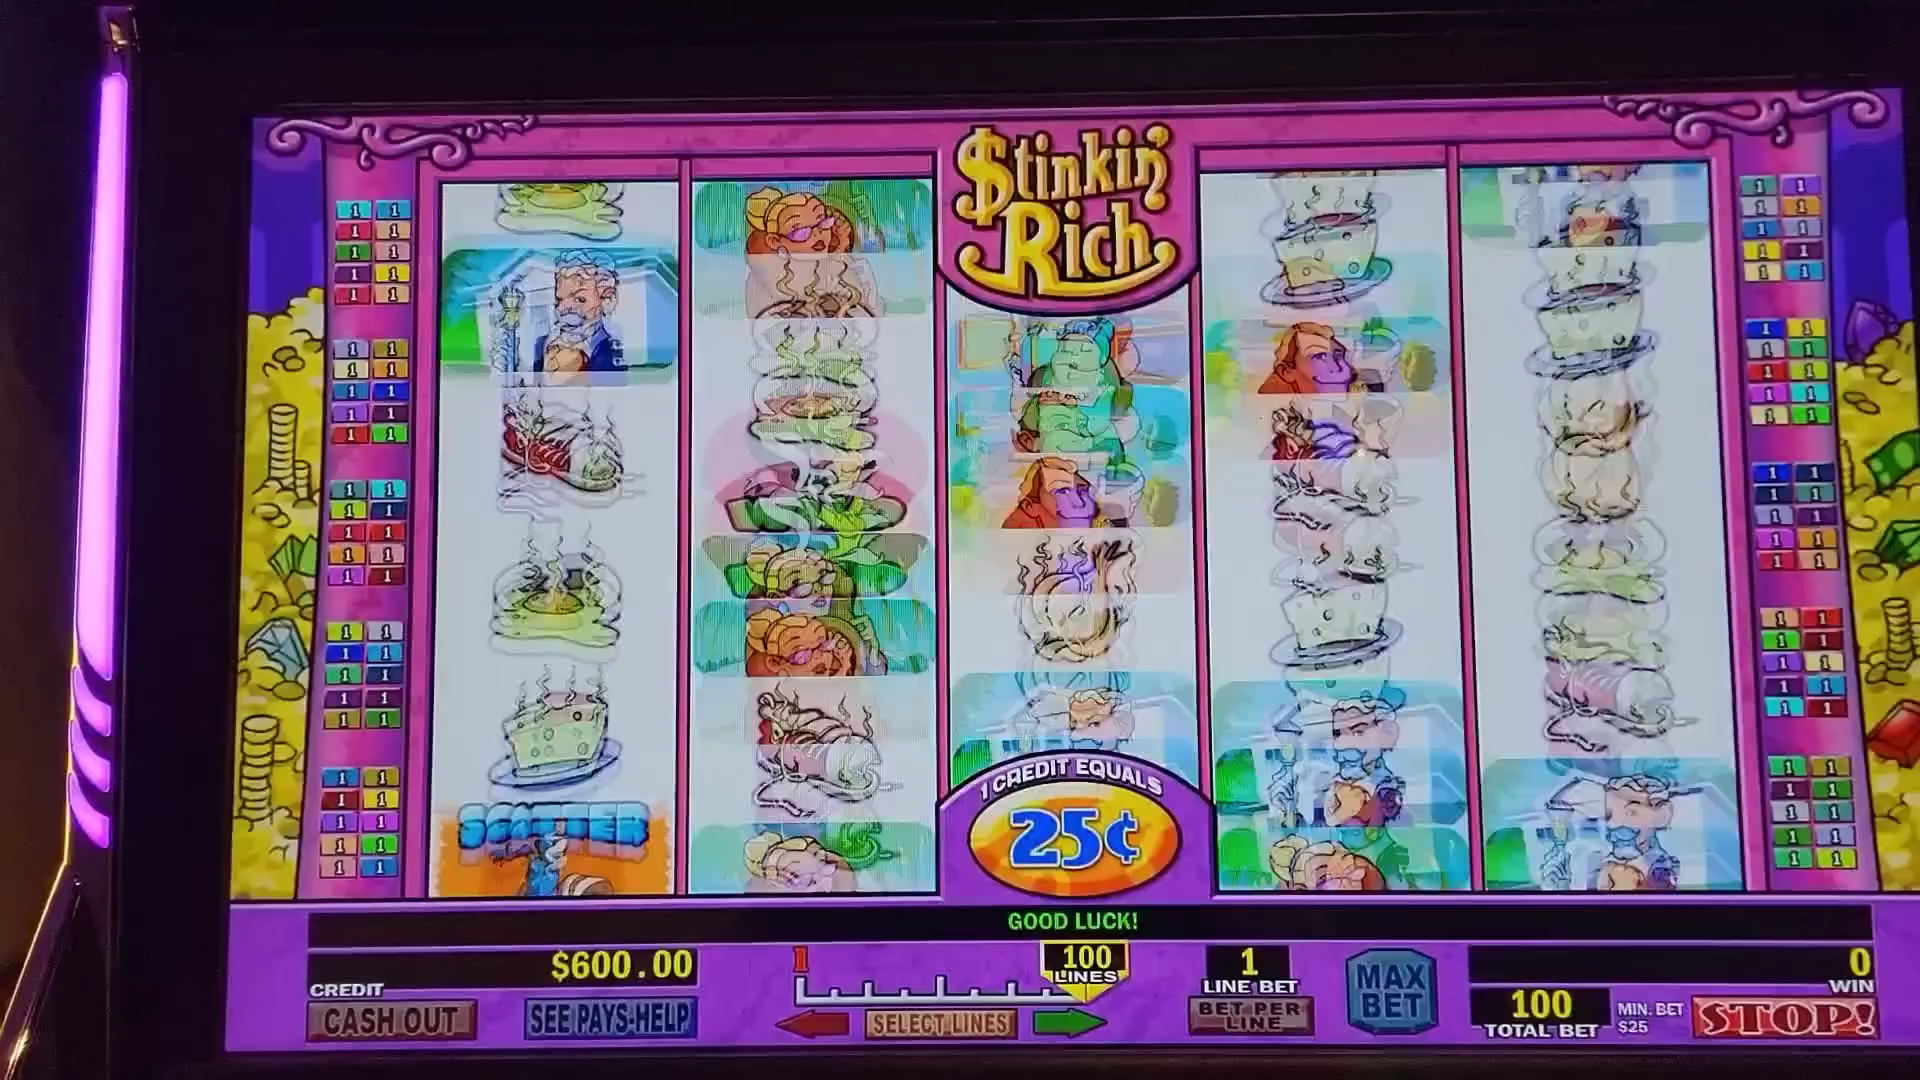 $tinkin'
Rich
SCATTER
1 CREDIT EQUALS
25¢
GOOD LUCK!
$600.00
CREDIT
CASH OUT
SEE PAYS-HELP
1
100
LINES
SELECT LINES
1
LINE BET
BET PER
LINE
MAX
BET
0
WIN
100
TOTAL BET
MIN. BET
$25
STOP!